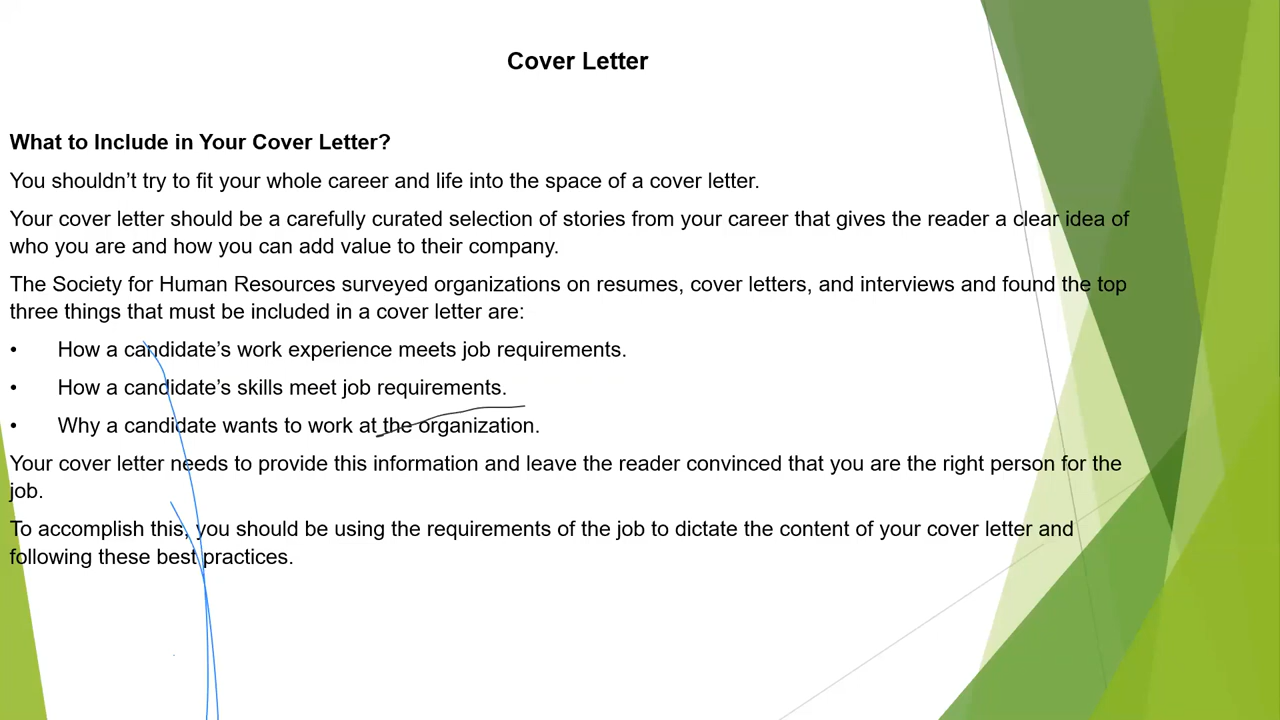 Cover Letter
What to Include in Your Cover Letter?
You shouldn’t try to fit your whole career and life into the space of a cover letter.
Your cover letter should be a carefully curated selection of stories from your career that gives the reader a clear idea of
who you are and how you can add value to their company.
The Society for Human Resources surveyed organizations on resumes, cover letters, and interviews and found the top
three things that must be included in a cover letter are:
• How a candidate’s work experience meets job requirements.
• How a candidate’s skills meet job requirements.
• Why a candidate wants to work at the organization.
Your cover letter needs to provide this information and leave the reader convinced that you are the right person for the
job.
To accomplish this, you should be using the requirements of the job to dictate the content of your cover letter and
following these best practices.